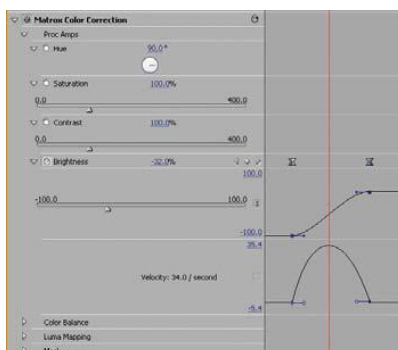 Matrox Color Correction
Proc Amps
Hue 90.0°
Saturation 100.0%
0.0 400.0
Contrast 100.0%
0.0 400.0
Brightness -32.0%
100.0
-100.0 100.0
-100.0
35.4
Velocity: 34.0 / second
-5.4
Color Balance
Luma Mapping